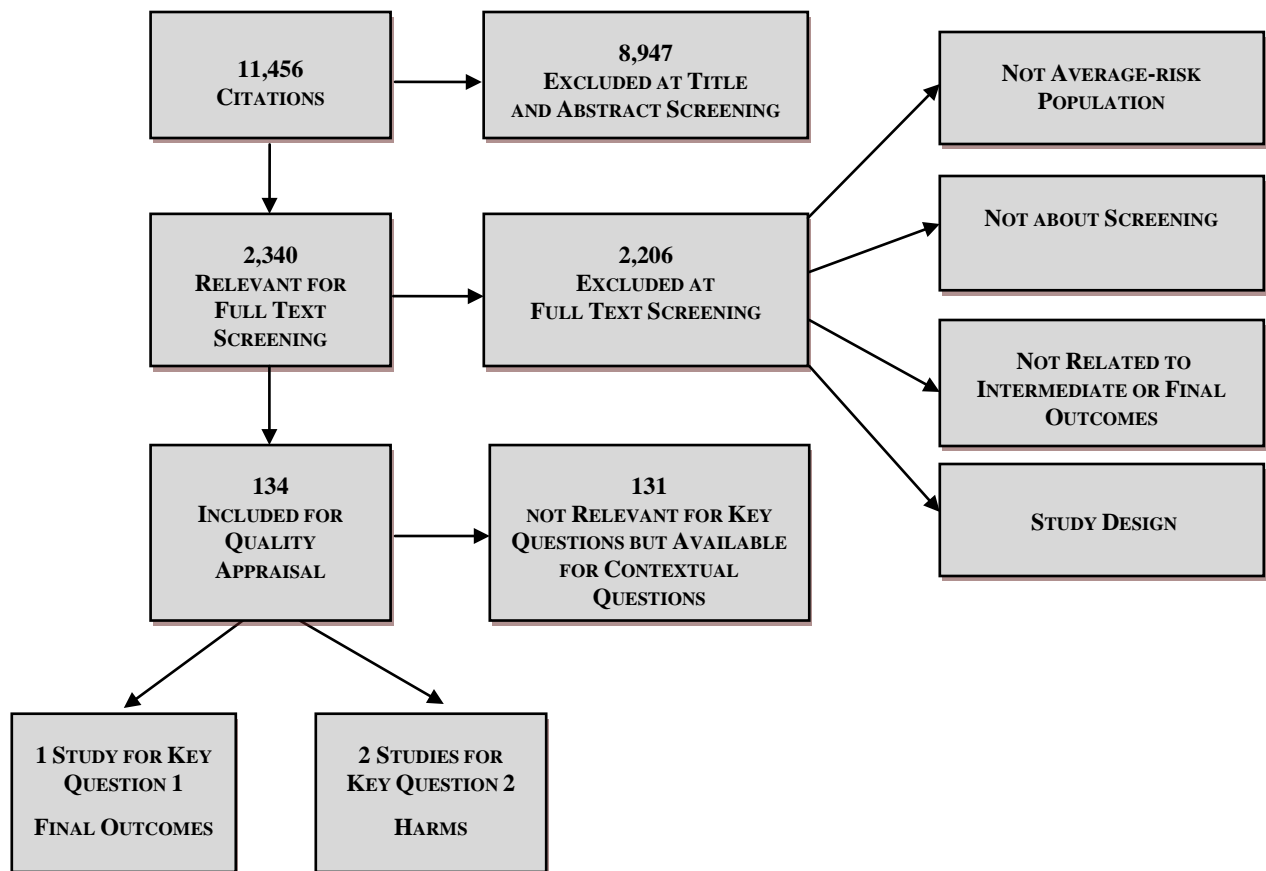 11,456
CITATIONS
8,947
EXCLUDED AT TITLE
AND ABSTRACT SCREENING
NOT AVERAGE-RISK
POPULATION
NOT ABOUT SCREENING
2,340
RELEVANT FOR
FULL TEXT
SCREENING
2,206
EXCLUDED AT
FULL TEXT SCREENING
NOT RELATED TO
INTERMEDIATE OR FINAL
OUTCOMES
STUDY DESIGN
134
INCLUDED FOR
QUALITY
APPRAISAL
131
NOT RELEVANT FOR KEY
QUESTIONS BUT AVAILABLE
FOR CONTEXTUAL
QUESTIONS
1 STUDY FOR KEY
QUESTION 1
FINAL OUTCOMES
2 STUDIES FOR
KEY QUESTION 2
HARMS